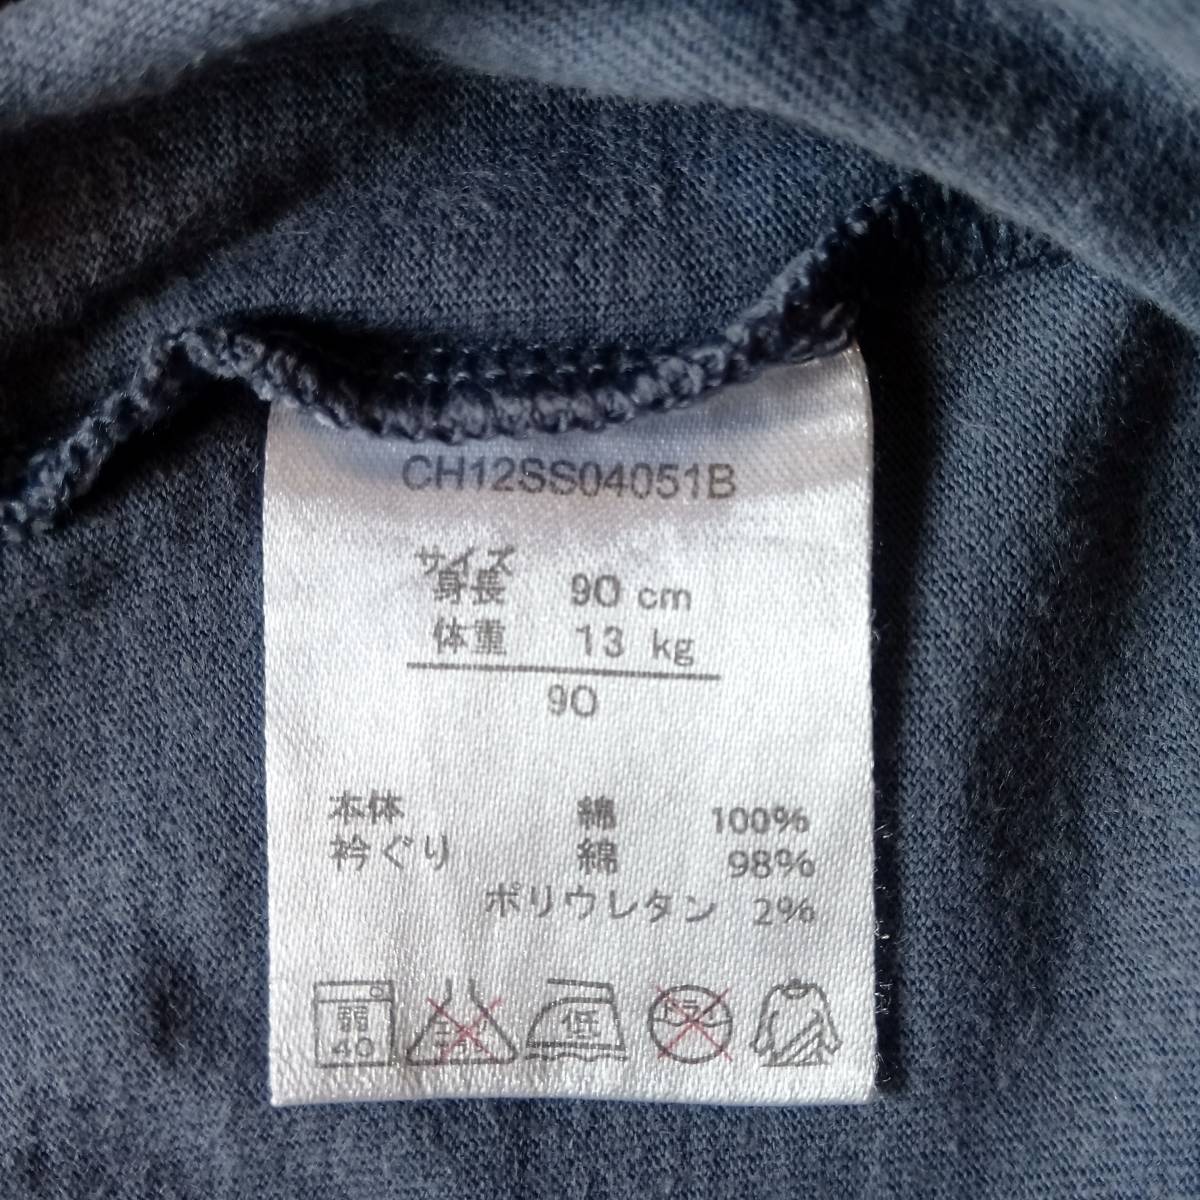 CH12SS04051B
サイズ
身長 90 cm
体重 13 kg
90
本体 綿 100%
衿ぐり 綿 98%
ポリウレタン 2%
弱 低
40